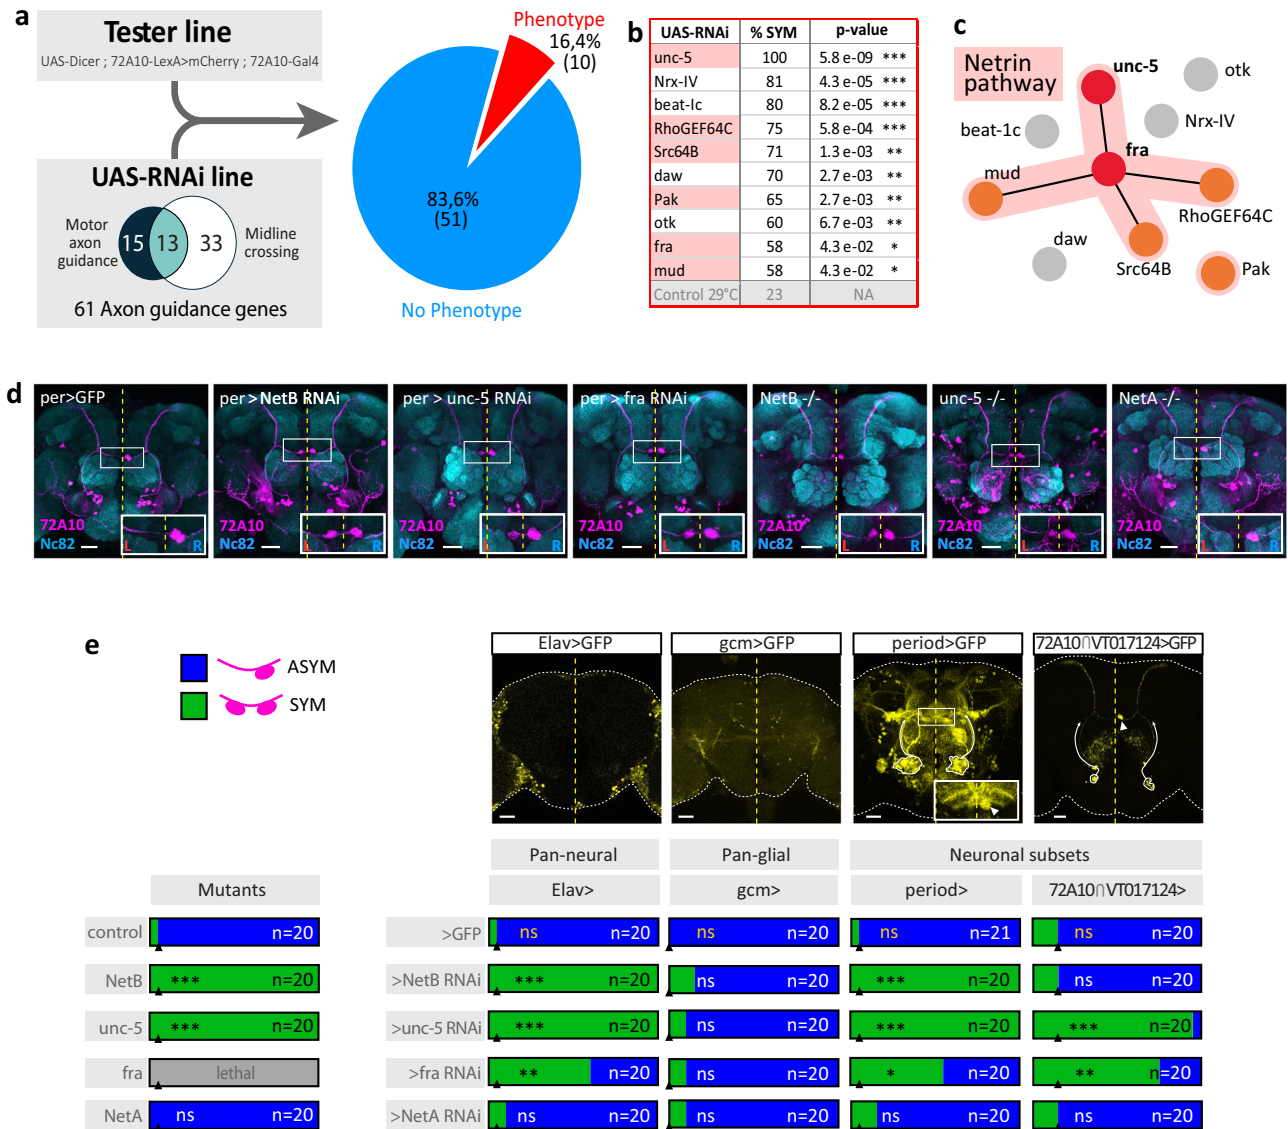 a
Tester line
UAS-Dicer ; 72A10-LexA>mCherry ; 72A10-Gal4
UAS-RNAi line
Motor
axon
guidance
15
13
33
Midline
crossing
61 Axon guidance genes
Phenotype
16,4%
(10)
83,6%
(51)
No Phenotype
b
UAS-RNAi % SYM p-value
unc-5 100 5.8 e-09 ***
Nrx-IV 81 4.3 e-05 ***
beat-Ic 80 8.2 e-05 ***
RhoGEF64C 75 5.8 e-04 ***
Src64B 71 1.3 e-03 **
daw 70 2.7 e-03 **
Pak 65 2.7 e-03 **
otk 60 6.7 e-03 **
fra 58 4.3 e-02 *
mud 58 4.3 e-02 *
Control 29°C 23 NA
c
Netrin
pathway
unc-5
otk
beat-1c
Nrx-IV
fra
mud
RhoGEF64C
daw
Src64B
Pak
d
per>GFP
72A10
Nc82
L R
per > NetB RNAi
72A10
Nc82
L R
per > unc-5 RNAi
72A10
Nc82
L R
per > fra RNAi
72A10
Nc82
L R
NetB -/-
72A10
Nc82
L R
unc-5 -/-
72A10
Nc82
L R
NetA -/-
72A10
Nc82
L R
e
ASYM
SYM
Elav>GFP
gcm>GFP
period>GFP
72A10∩VT017124>GFP
Pan-neural Pan-glial Neuronal subsets
Mutants Elav> gcm> period> 72A10∩VT017124>
control n=20
>GFP ns n=20 ns n=20 ns n=21 ns n=20
NetB *** n=20
>NetB RNAi *** n=20 ns n=20 *** n=20 ns n=20
unc-5 *** n=20
>unc-5 RNAi *** n=20 ns n=20 *** n=20 *** n=20
fra lethal
>fra RNAi ** n=20 ns n=20 * n=20 ** n=20
NetA ns n=20
>NetA RNAi ns n=20 ns n=20 ns n=20 ns n=20